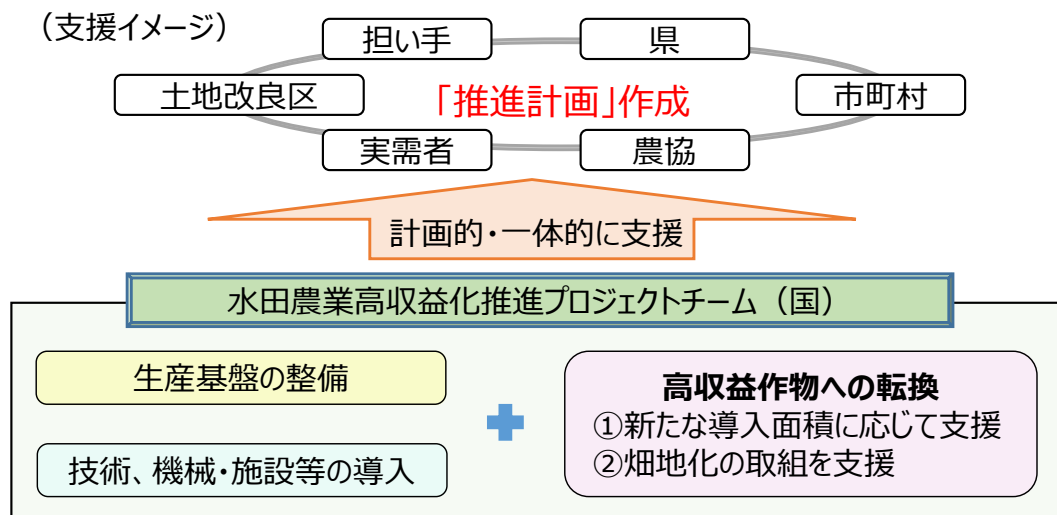 （支援イメージ）
担い手
県
土地改良区
「推進計画」作成
市町村
実需者
農協
計画的・一体的に支援
水田農業高収益化推進プロジェクトチーム（国）
生産基盤の整備
技術、機械・施設等の導入
高収益作物への転換
①新たな導入面積に応じて支援
②畑地化の取組を支援